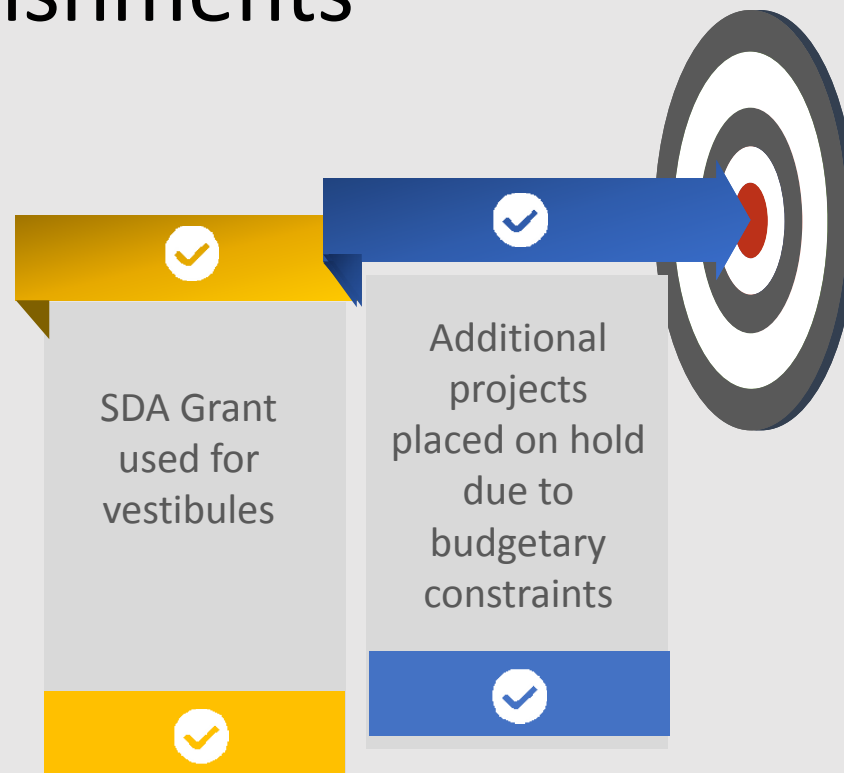 SDA Grant
used for
vestibules
Additional
projects
placed on hold
due to
budgetary
constraints